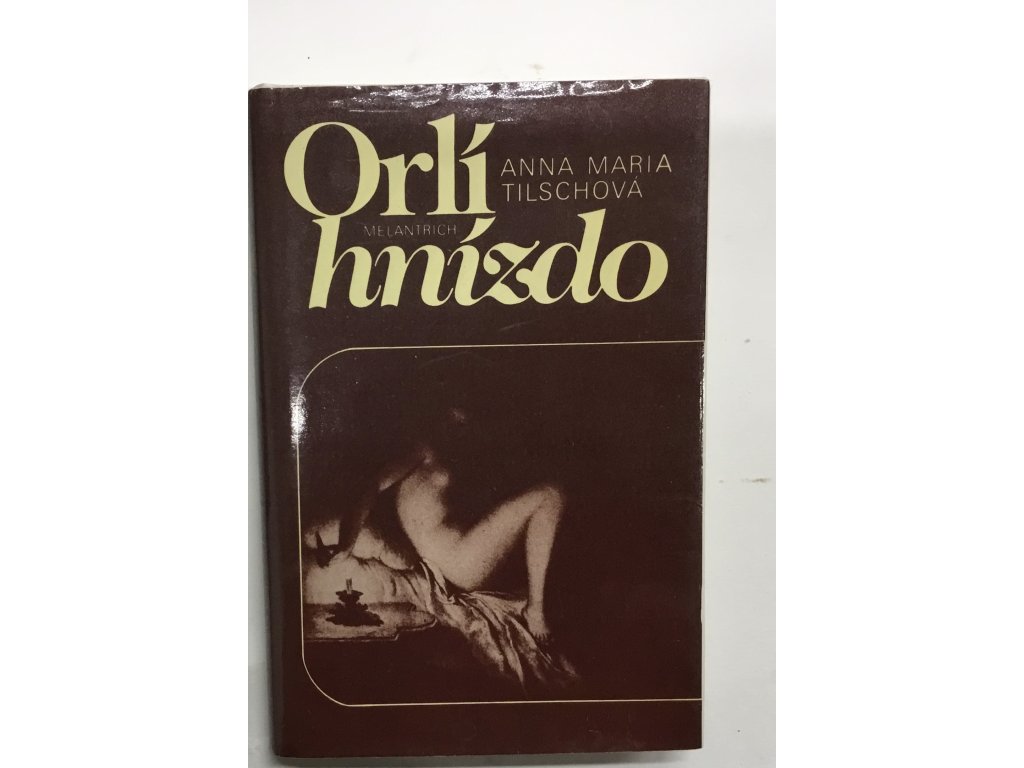 Orlí
ANNA MARIA
TILSCHOVÁ
MELANTRICH
hnízdo